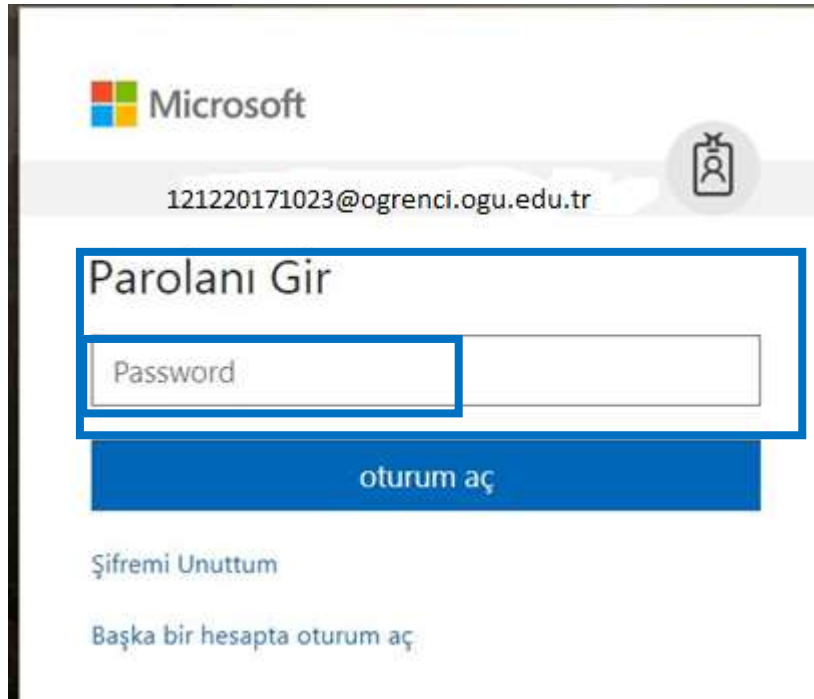 Microsoft
121220171023@ogrenci.ogu.edu.tr
Parolanı Gir
Password
oturum aç
Şifremi Unuttum
Başka bir hesapta oturum aç